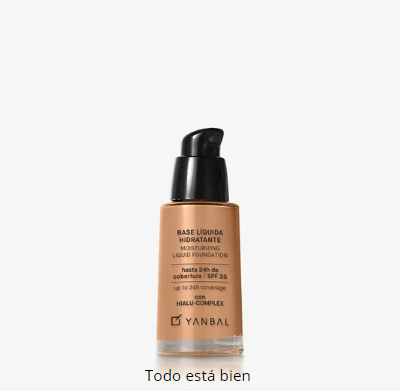 BASE LÍQUIDA
HIDRATANTE
MOISTURIZING
LIQUID FOUNDATION
hasta 24h de
cobertura / SPF 25
up to 24h coverage
con
HIALU-COMPLEX
YANBAL
Todo está bien